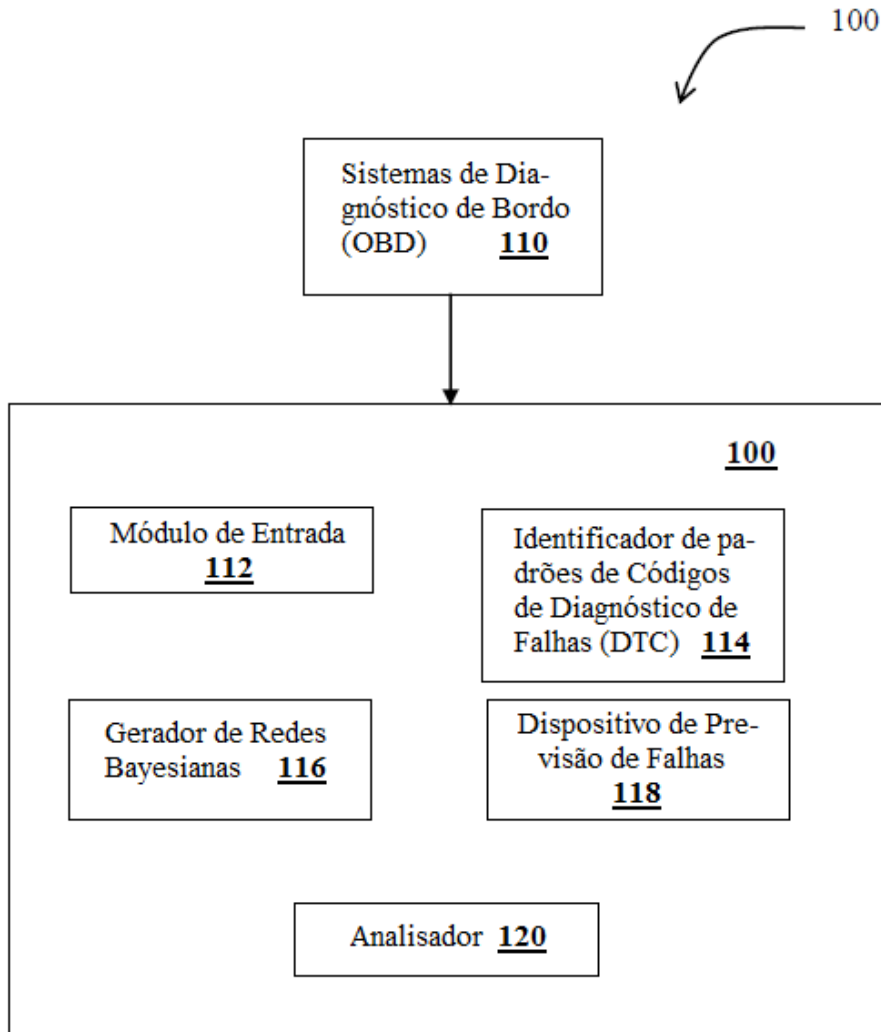 100
Sistemas de Dia-
gnóstico de Bordo
(OBD) 110
100
Módulo de Entrada
112
Identificador de pa-
drões de Códigos
de Diagnóstico de
Falhas (DTC) 114
Gerador de Redes
Bayesianas 116
Dispositivo de Pre-
visão de Falhas
118
Analisador 120